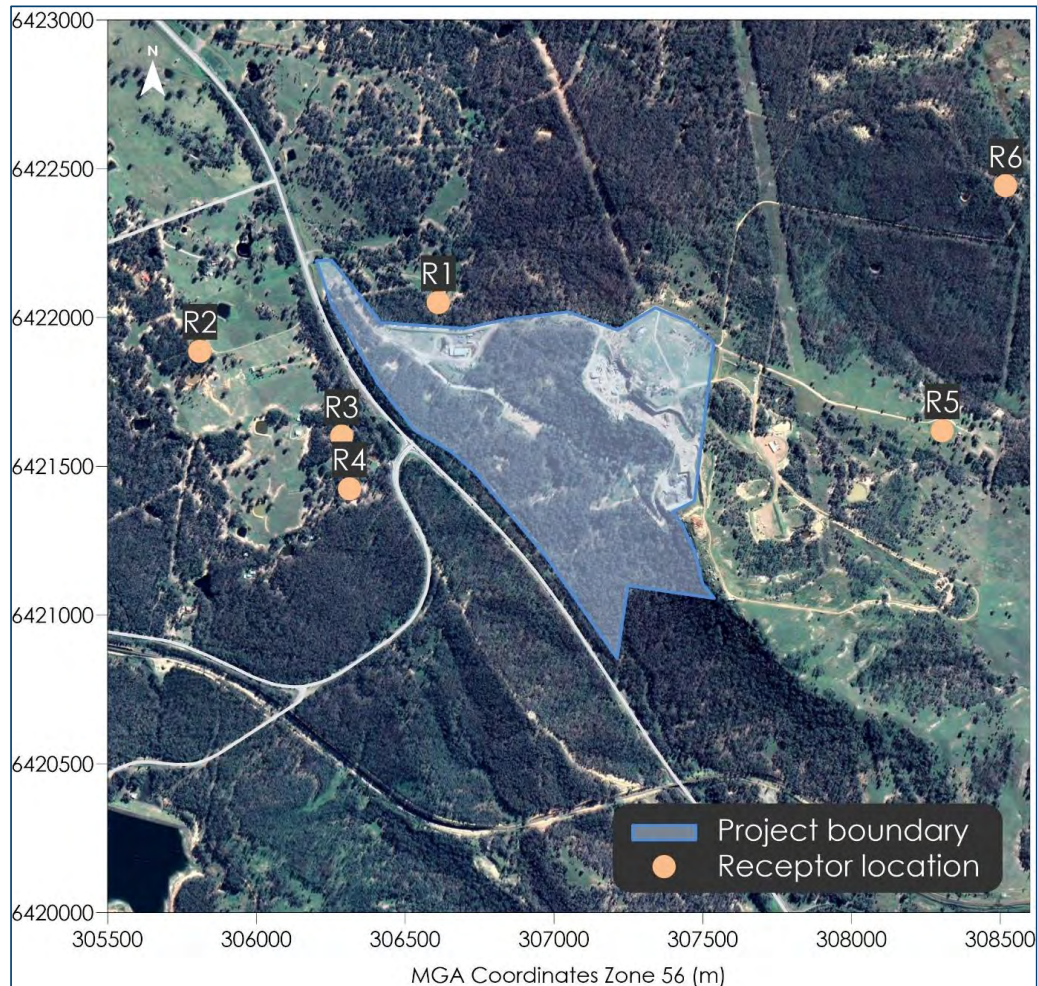 6423000
N
6422500
R6
R1
6422000
R2
R3
R5
R4
6421500
6421000
6420500
Project boundary
Receptor location
6420000
305500 306000 306500 307000 307500 308000 308500
MGA Coordinates Zone 56 (m)